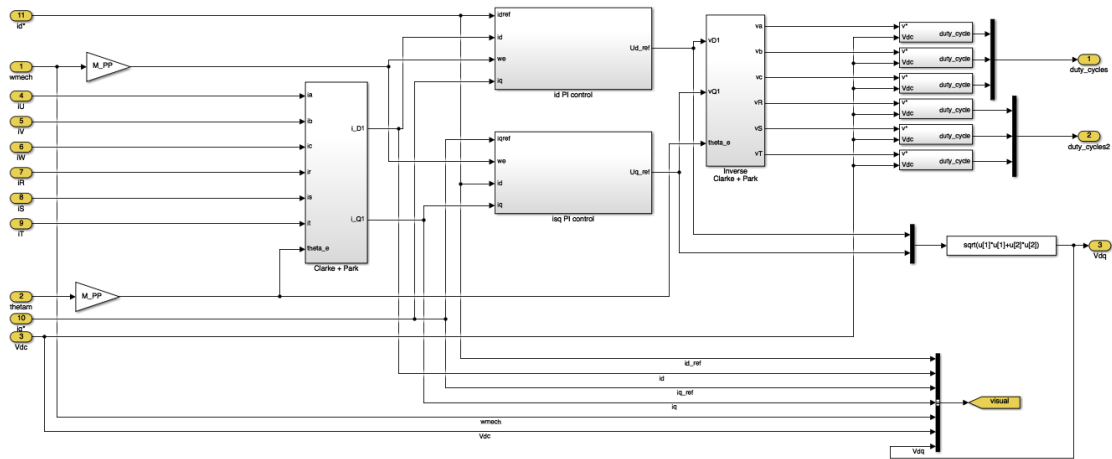 11
id*
1
wmech
M_PP
4
iU
5
iV
6
iW
7
iR
8
iS
9
iT
2
thetam
M_PP
10
iq*
3
Vdc
ia
ib
ic
ir
is
it
theta_e
i_D1
i_Q1
Clarke + Park
idref
id
we
iq
Ud_ref
id PI control
iqref
we
id
iq
Uq_ref
isq PI control
vD1
vQ1
theta_e
va
vb
vc
vR
vS
vT
Inverse
Clarke + Park
v*
Vdc
duty_cycle
v*
Vdc
duty_cycle
v*
Vdc
duty_cycle
v*
Vdc
duty_cycle
v*
Vdc
duty_cycle
v*
Vdc
duty_cycle
1
duty_cycles
2
duty_cycles2
sqrt(u[1]*u[1]+u[2]*u[2])
3
Vdq
id_ref
id
iq_ref
iq
wmech
Vdc
Vdq
visual